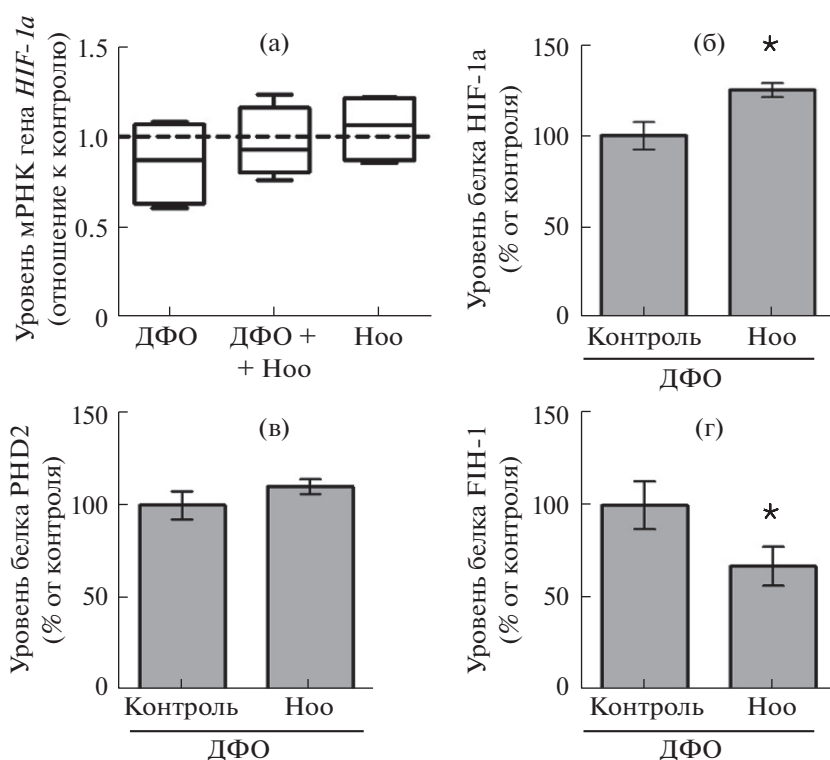 (а)
Уровень мРНК гена HIF-1a
(отношение к контролю)
1.5
1.0
0.5
0
ДФО
ДФО +
+ Ноо
Ноо
(б)
Уровень белка HIF-1a
(% от контроля)
150
100
50
0
*
Контроль
Ноо
ДФО
(в)
Уровень белка PHD2
(% от контроля)
150
100
50
0
Контроль
Ноо
ДФО
(г)
Уровень белка FIH-1
(% от контроля)
150
100
50
0
*
Контроль
Ноо
ДФО